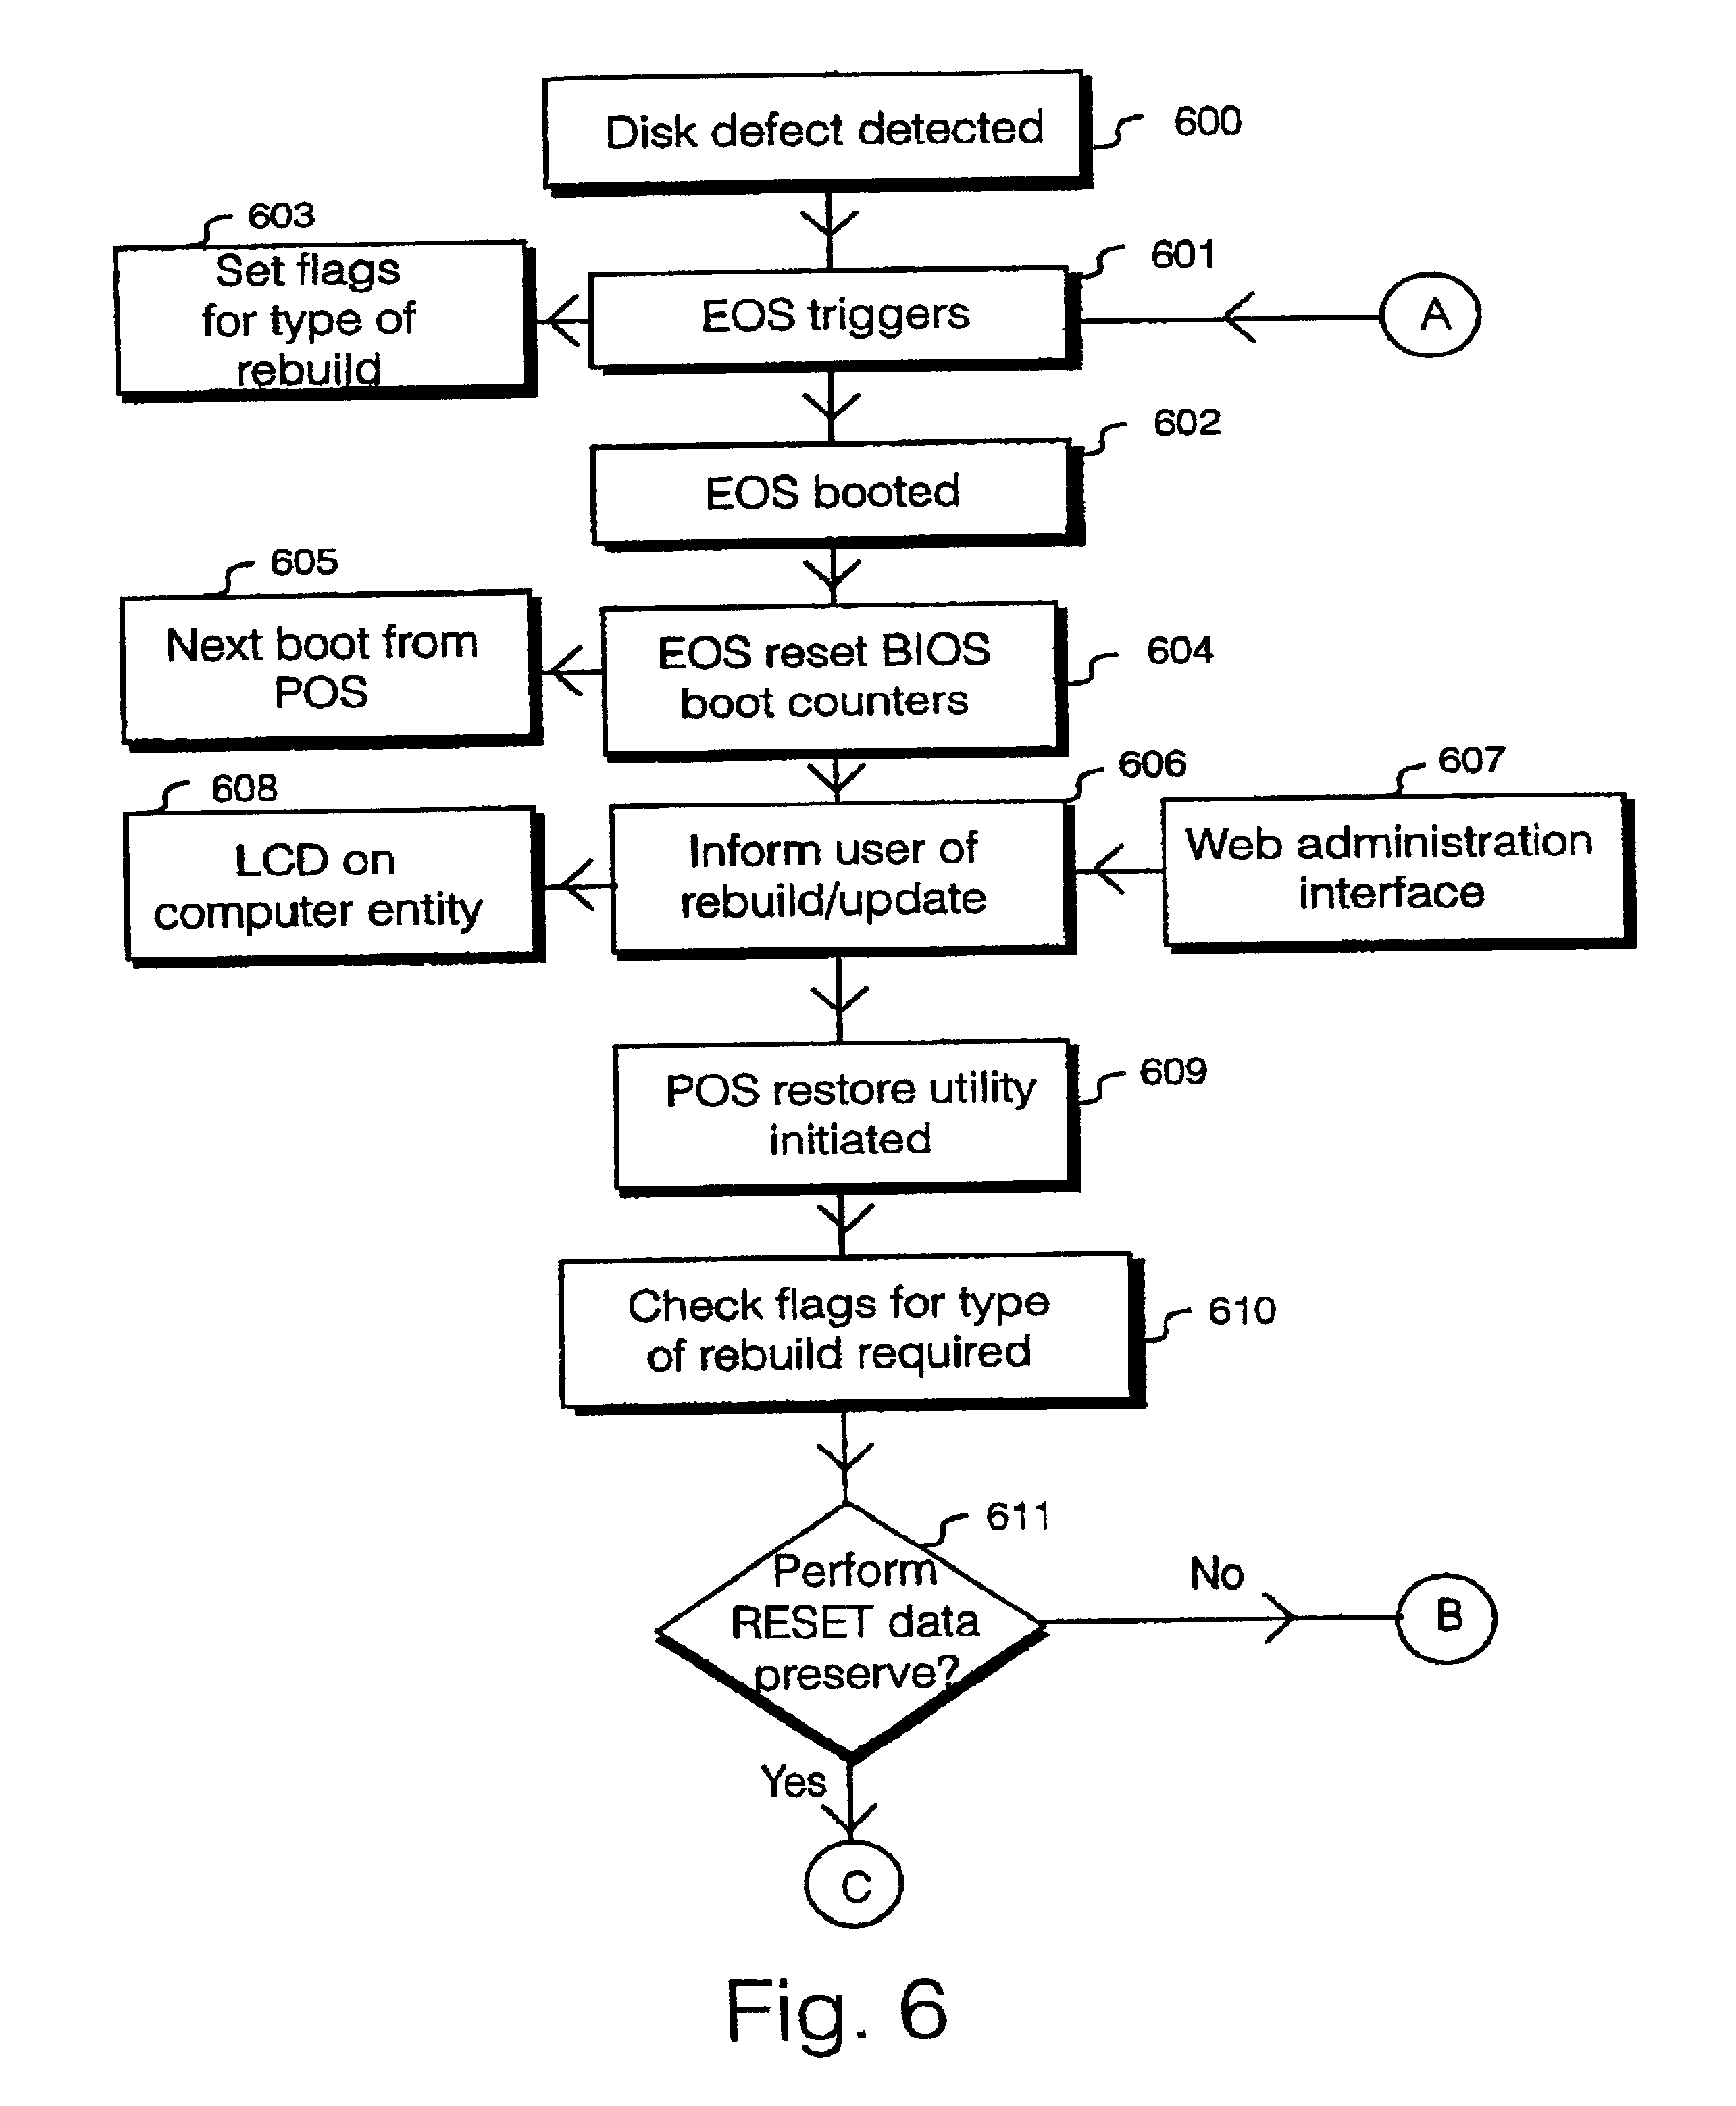 Disk defect detected
600
603
Set flags
for type of
rebuild
EOS triggers
601
A
EOS booted
602
605
Next boot from
POS
EOS reset BIOS
boot counters
604
608
LCD on
computer entity
606
Inform user of
rebuild/update
607
Web administration
interface
POS restore utility
initiated
609
Check flags for type
of rebuild required
610
611
Perform
RESET data
preserve?
No
B
Yes
C
Fig. 6